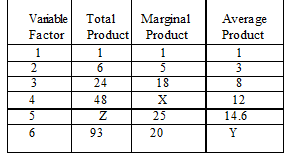 Variable Factor Total Product Marginal Product Average Product
1 1 1 1
2 6 5 3
3 24 18 8
4 48 X 12
5 Z 25 14.6
6 93 20 Y